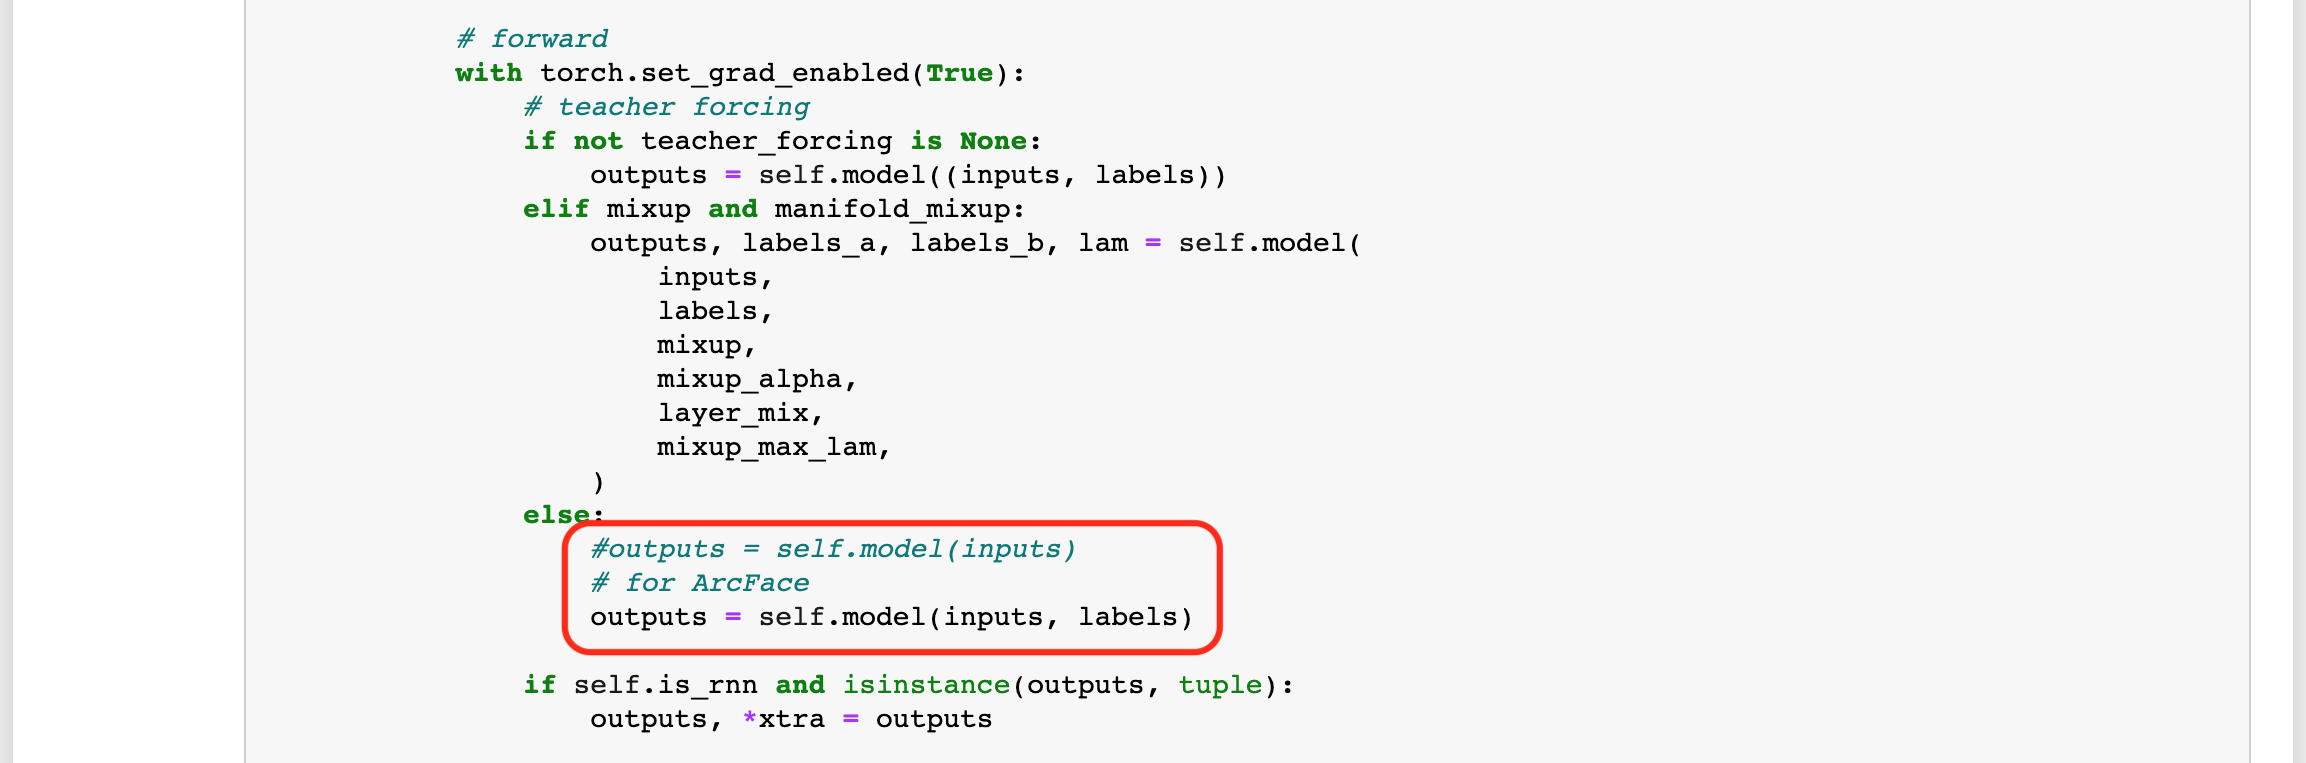 # forward
with torch.set_grad_enabled(True):
# teacher forcing
if not teacher_forcing is None:
outputs = self.model((inputs, labels))
elif mixup and manifold_mixup:
outputs, labels_a, labels_b, lam = self.model(
inputs,
labels,
mixup,
mixup_alpha,
layer_mix,
mixup_max_lam,
)
else:
#outputs = self.model(inputs)
# for ArcFace
outputs = self.model(inputs, labels)
if self.is_rnn and isinstance(outputs, tuple):
outputs, *xtra = outputs